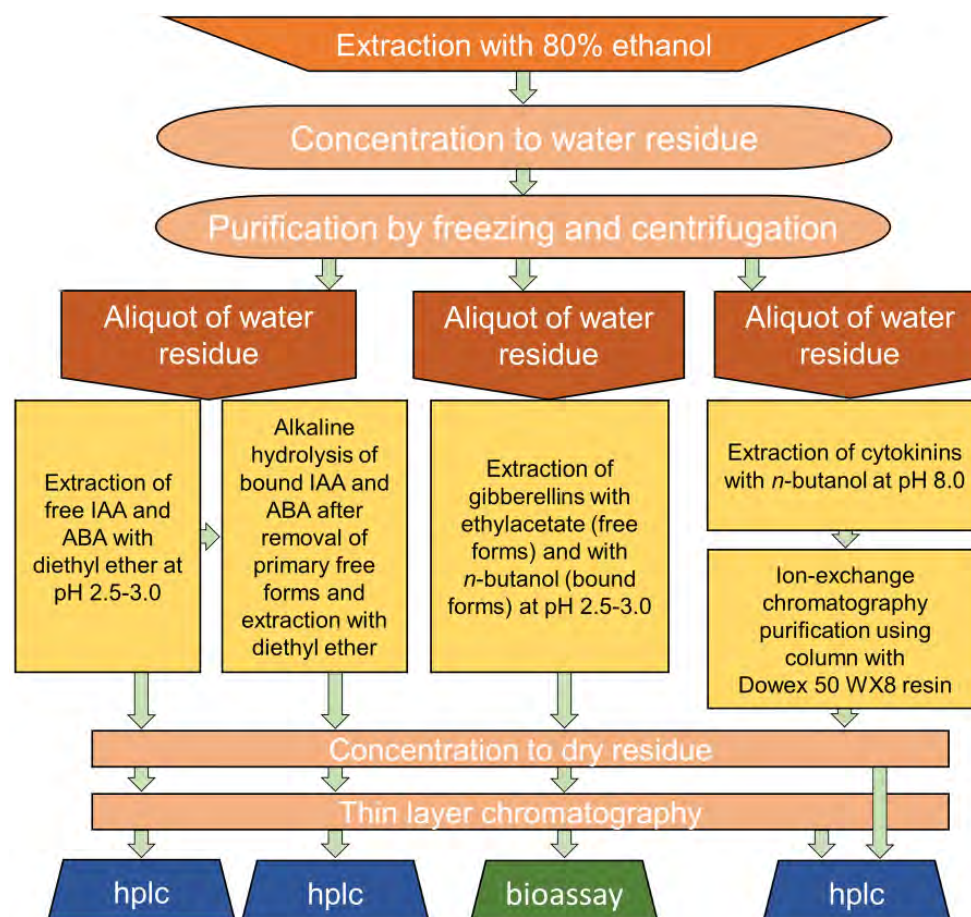 Extraction with 80% ethanol
Concentration to water residue
Purification by freezing and centrifugation
Aliquot of water
residue
Aliquot of water
residue
Aliquot of water
residue
Extraction of
free IAA and
ABA with
diethyl ether at
pH 2.5-3.0
Alkaline
hydrolysis of
bound IAA and
ABA after
removal of
primary free
forms and
extraction with
diethyl ether
Extraction of
gibberellins with
ethylacetate (free
forms) and with
n-butanol (bound
forms) at pH 2.5-3.0
Extraction of cytokinins
with n-butanol at pH 8.0
Ion-exchange
chromatography
purification using
column with
Dowex 50 WX8 resin
Concentration to dry residue
Thin layer chromatography
hplc
hplc
bioassay
hplc